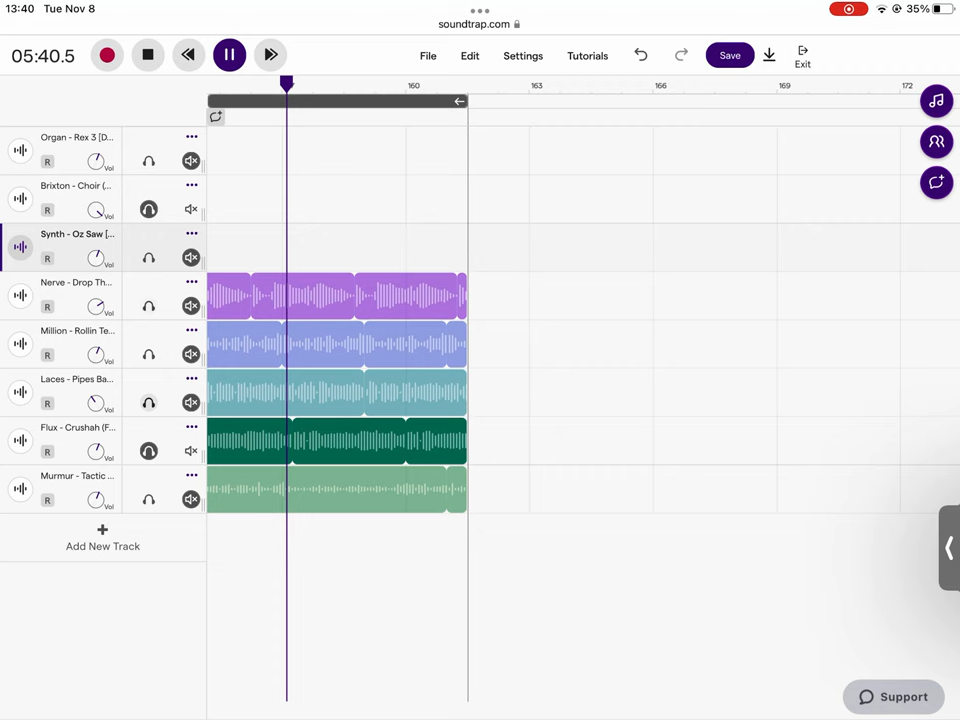 13:40 Tue Nov 8
35%
soundtrap.com
05:40.5
File Edit Settings Tutorials Save Exit
160 163 166 169 172
Organ - Rex 3 [D...
R Vol
Brixton - Choir (...
R Vol
Synth - Oz Saw [...
R Vol
Nerve - Drop Th...
R Vol
Million - Rollin Te...
R Vol
Laces - Pipes Ba...
R Vol
Flux - Crushah (F...
R Vol
Murmur - Tactic ...
R Vol
Add New Track
Support